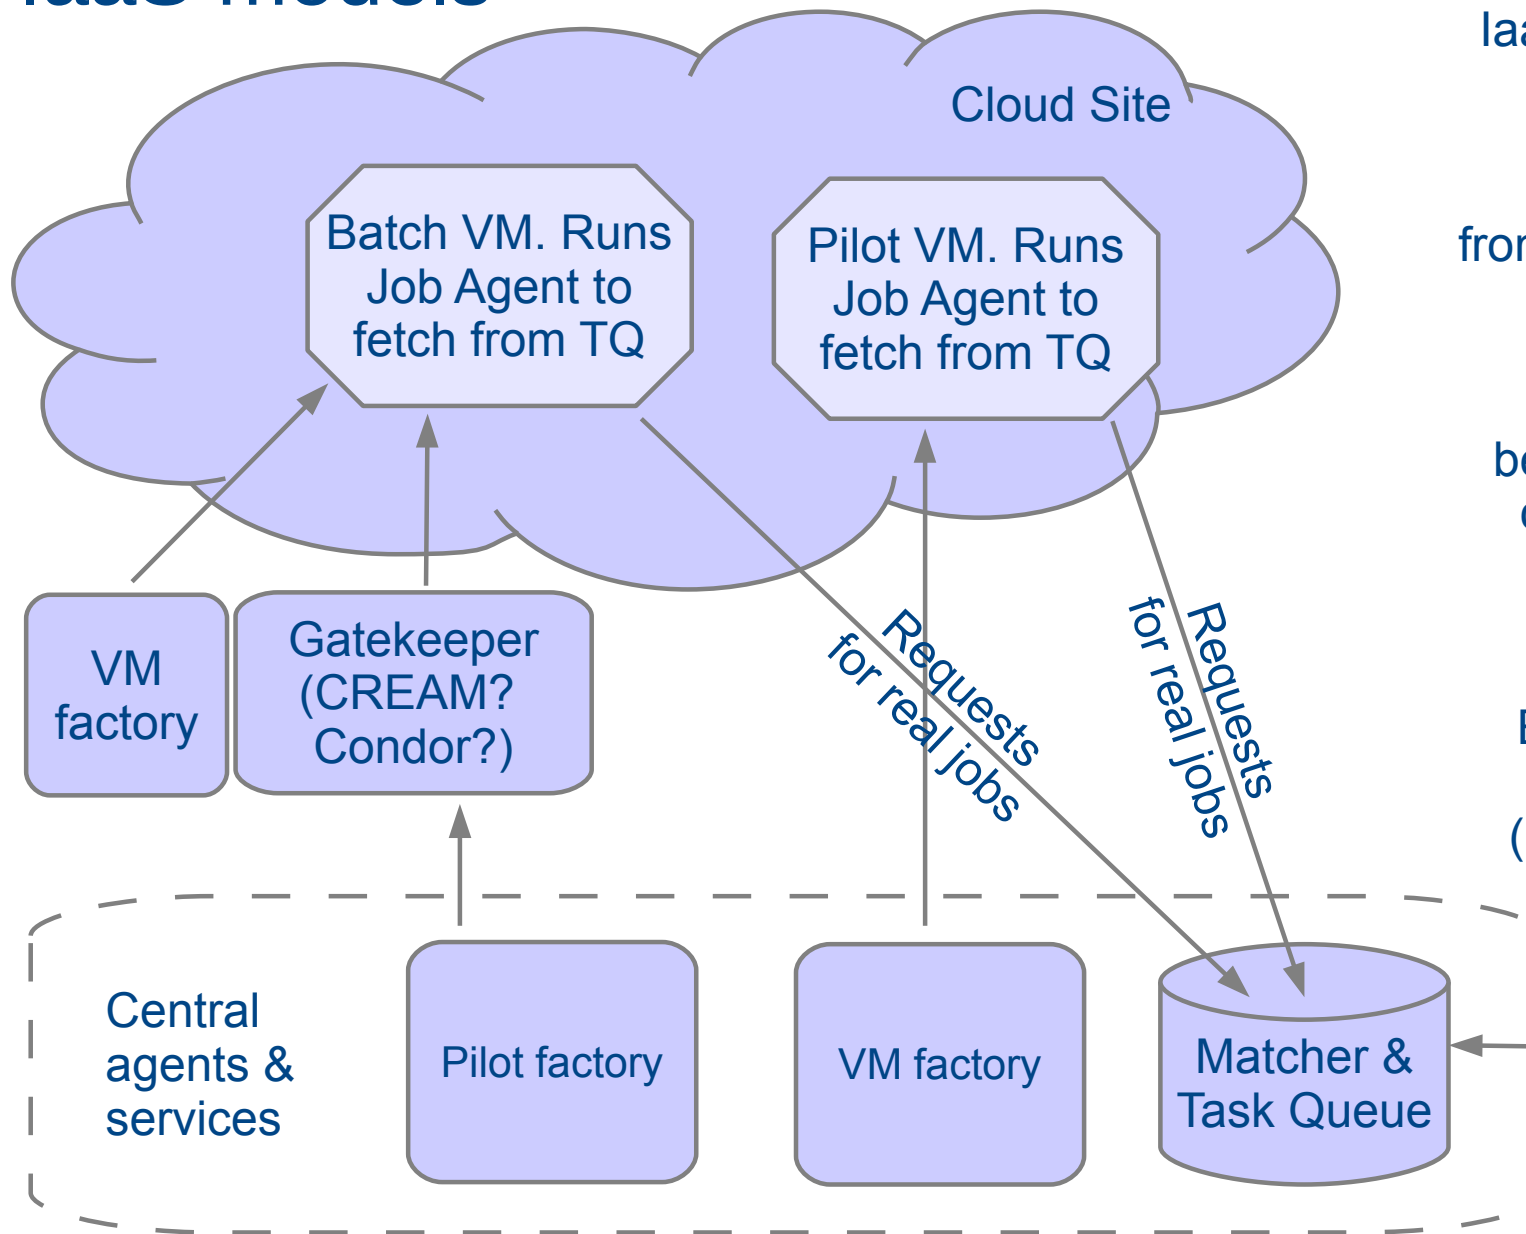 IaaS models
Cloud Site
Batch VM. Runs
Job Agent to
fetch from TQ
Pilot VM. Runs
Job Agent to
fetch from TQ
VM
factory
Gatekeeper
(CREAM?
Condor?)
Requests
for real jobs
Requests
for real jobs
Central
agents &
services
Pilot factory
VM factory
Matcher &
Task Queue